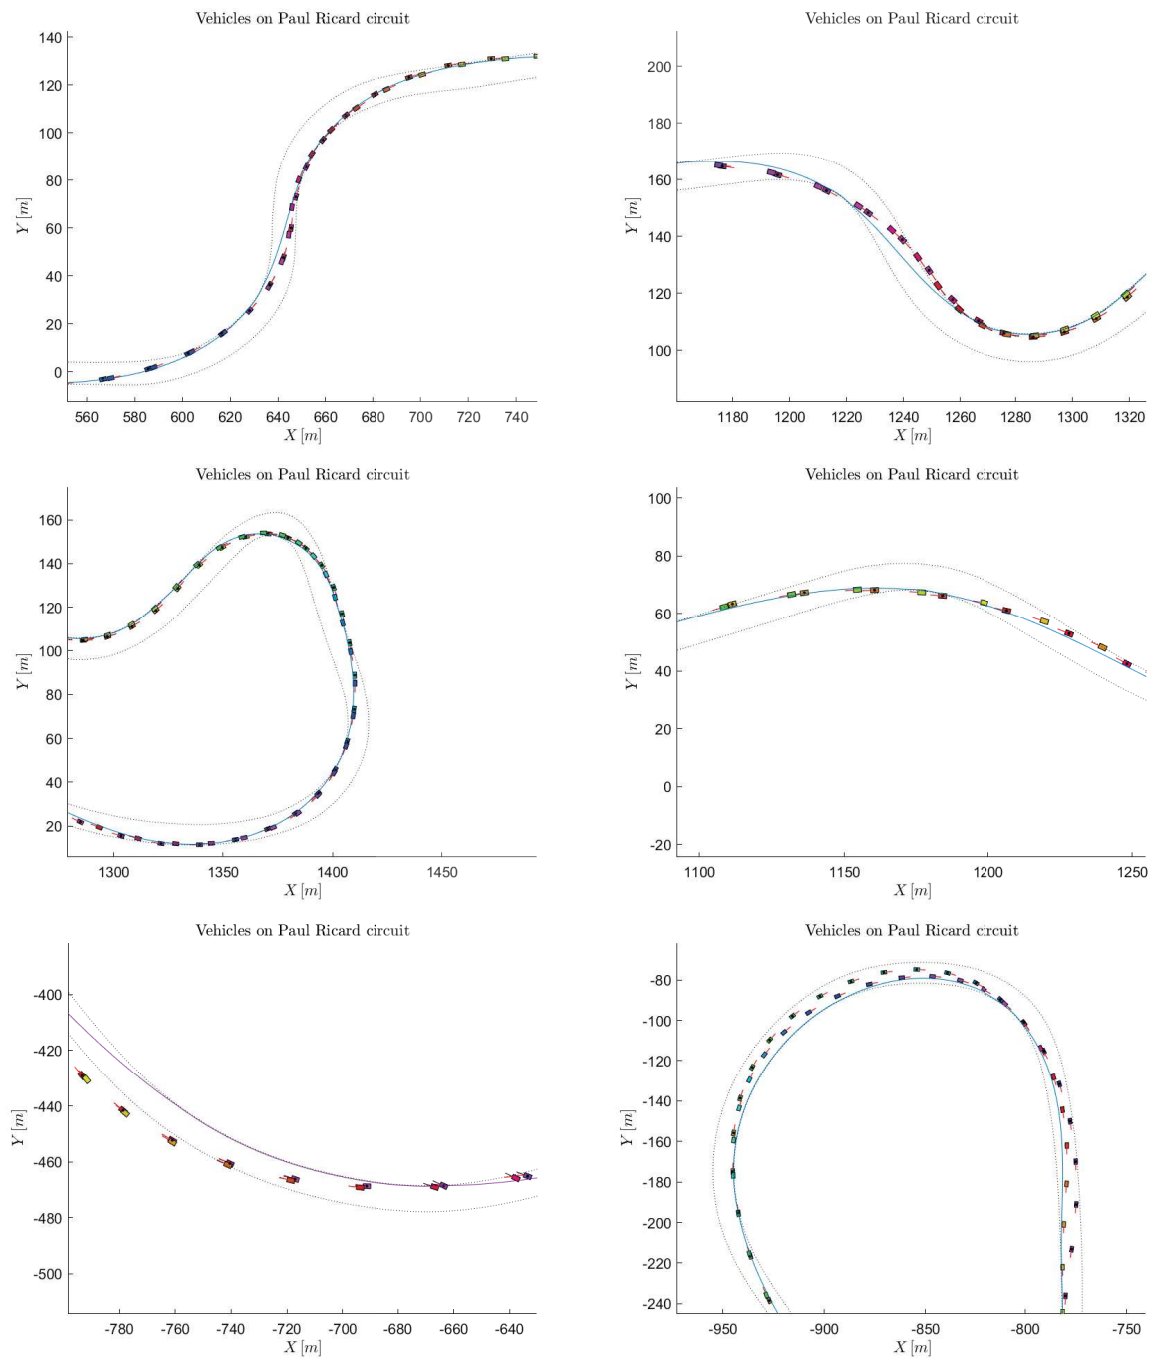 Vehicles on Paul Ricard circuit
140
120
100
80
60
40
20
0
Y [m]
560 580 600 620 640 660 680 700 720 740
X [m]
Vehicles on Paul Ricard circuit
200
180
160
140
120
100
Y [m]
1180 1200 1220 1240 1260 1286 1300 1326
X [m]
Vehicles on Paul Ricard circuit
160
140
120
100
80
60
40
20
Y [m]
1300 1350 1400 1450
X [m]
Vehicles on Paul Ricard circuit
100
80
60
40
20
0
-20
Y [m]
1100 1150 1200 1250
X [m]
Vehicles on Paul Ricard circuit
-400
-420
-440
-460
-480
-500
Y [m]
-780 -760 -740 -720 -700 -680 -660 -640
X [m]
Vehicles on Paul Ricard circuit
-80
-100
-120
-140
-160
-180
-200
-220
-240
Y [m]
-950 -900 -850 -800 -750
X [m]